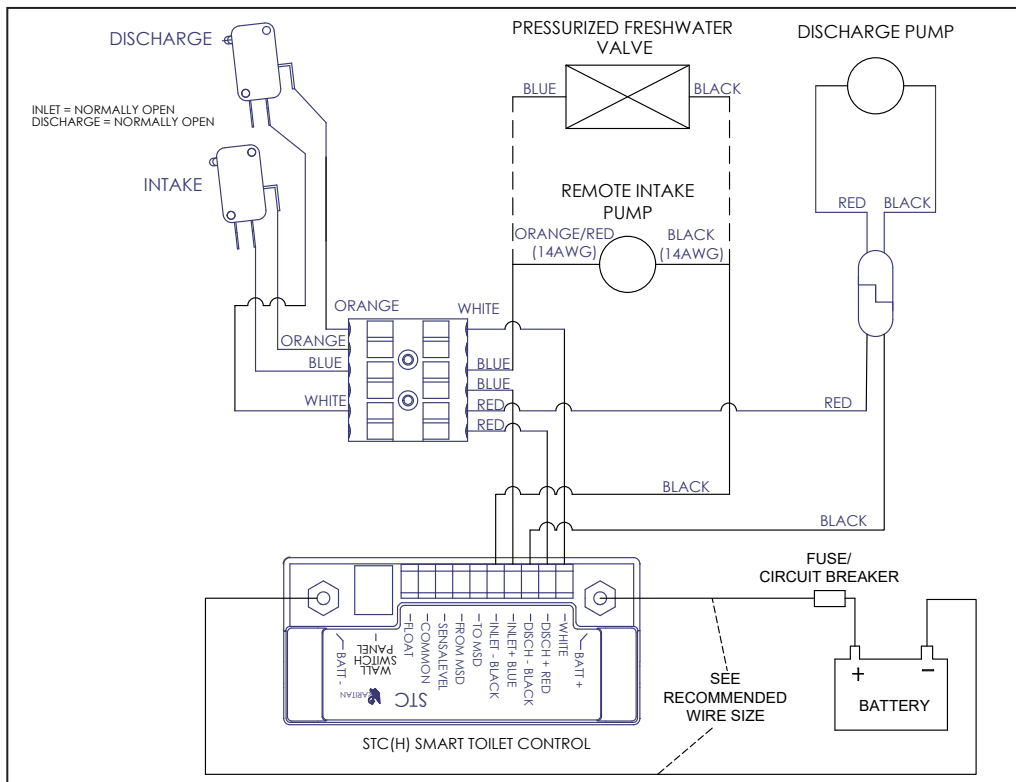 DISCHARGE
PRESSURIZED FRESHWATER
VALVE
DISCHARGE PUMP
INLET = NORMALLY OPEN
DISCHARGE = NORMALLY OPEN
BLUE
BLACK
INTAKE
REMOTE INTAKE
PUMP
RED
BLACK
ORANGE/RED
(14AWG)
BLACK
(14AWG)
ORANGE
WHITE
ORANGE
BLUE
BLUE
BLUE
WHITE
RED
RED
RED
BLACK
BLACK
FUSE/
CIRCUIT BREAKER
BATT -
WALL
SWITCH
PANEL
FLOAT
COMMON
SENSALEVEL
FROM MSD
TO MSD
INLET - BLACK
INLET+ BLUE
DISCH - BLACK
DISCH + RED
WHITE
BATT +
RARITAN
STC
SEE
RECOMMENDED
WIRE SIZE
+
–
BATTERY
STC(H) SMART TOILET CONTROL